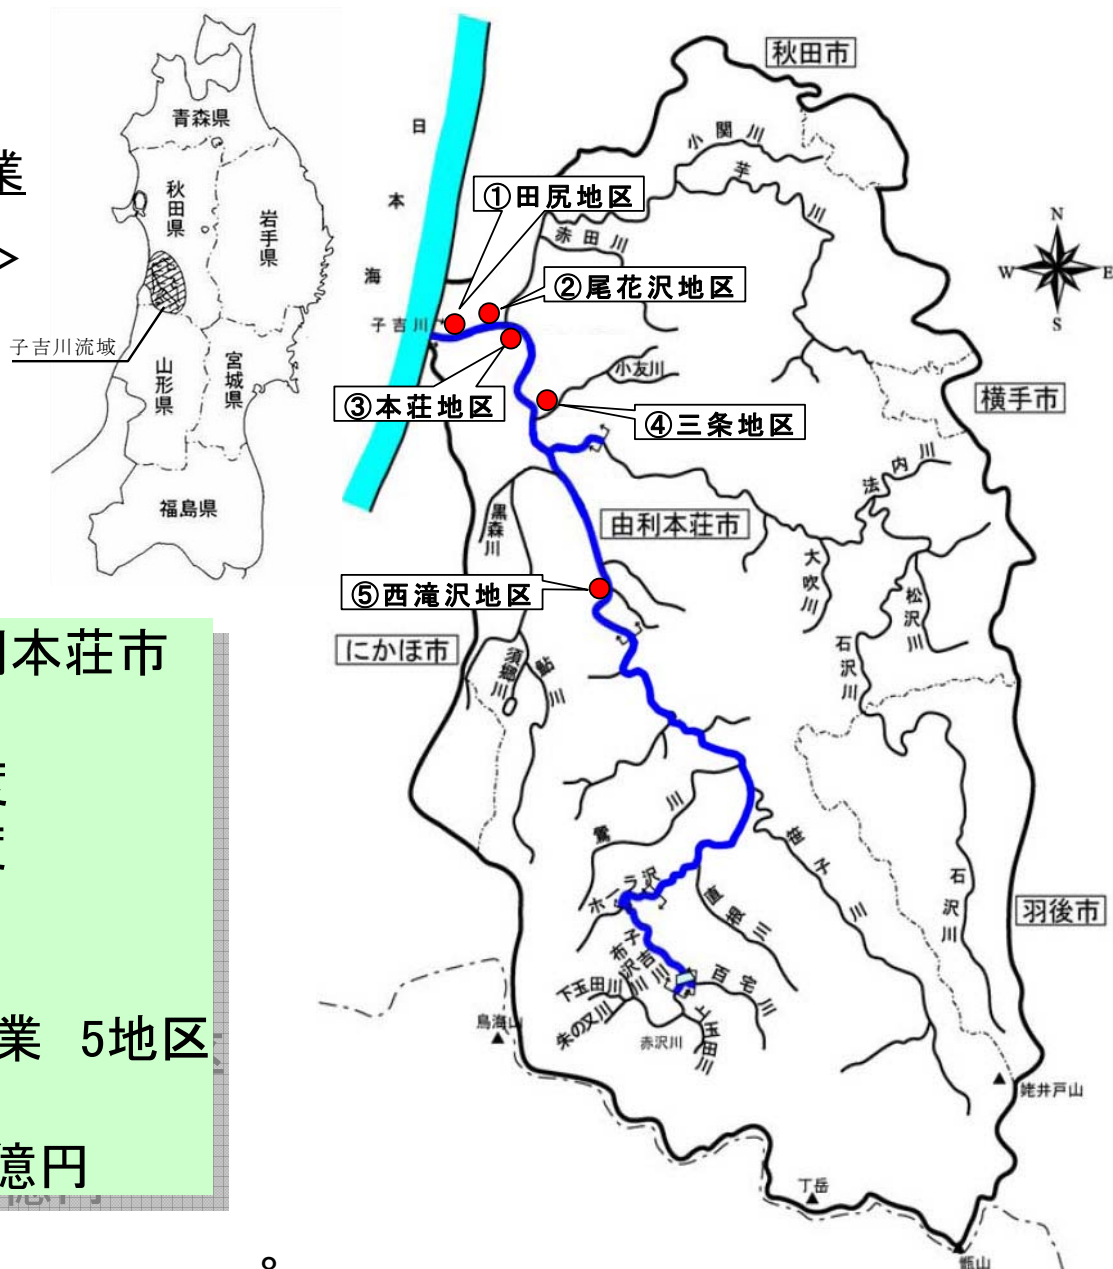 業
>
青森県
秋田県
岩手県
山形県
宮城県
福島県
子吉川流域
本荘市
業 5地区
億円
日本海
秋田市
小関川
芋川
①田尻地区
赤田川
②尾花沢地区
子吉川
N
W
E
S
③本荘地区
小友川
④三条地区
横手市
黒森川
由利本荘市
法内川
大吹川
松沢川
石沢川
⑤西滝沢地区
にかほ市
須郷川
鮎川
鶯川
笹子川
石沢川
羽後市
ホーラ沢
直根三
布子沢吉川川
下玉田川
朱の又川
百宅川
上玉田川
赤沢川
鳥海山
姥井戸山
丁岳
甑山